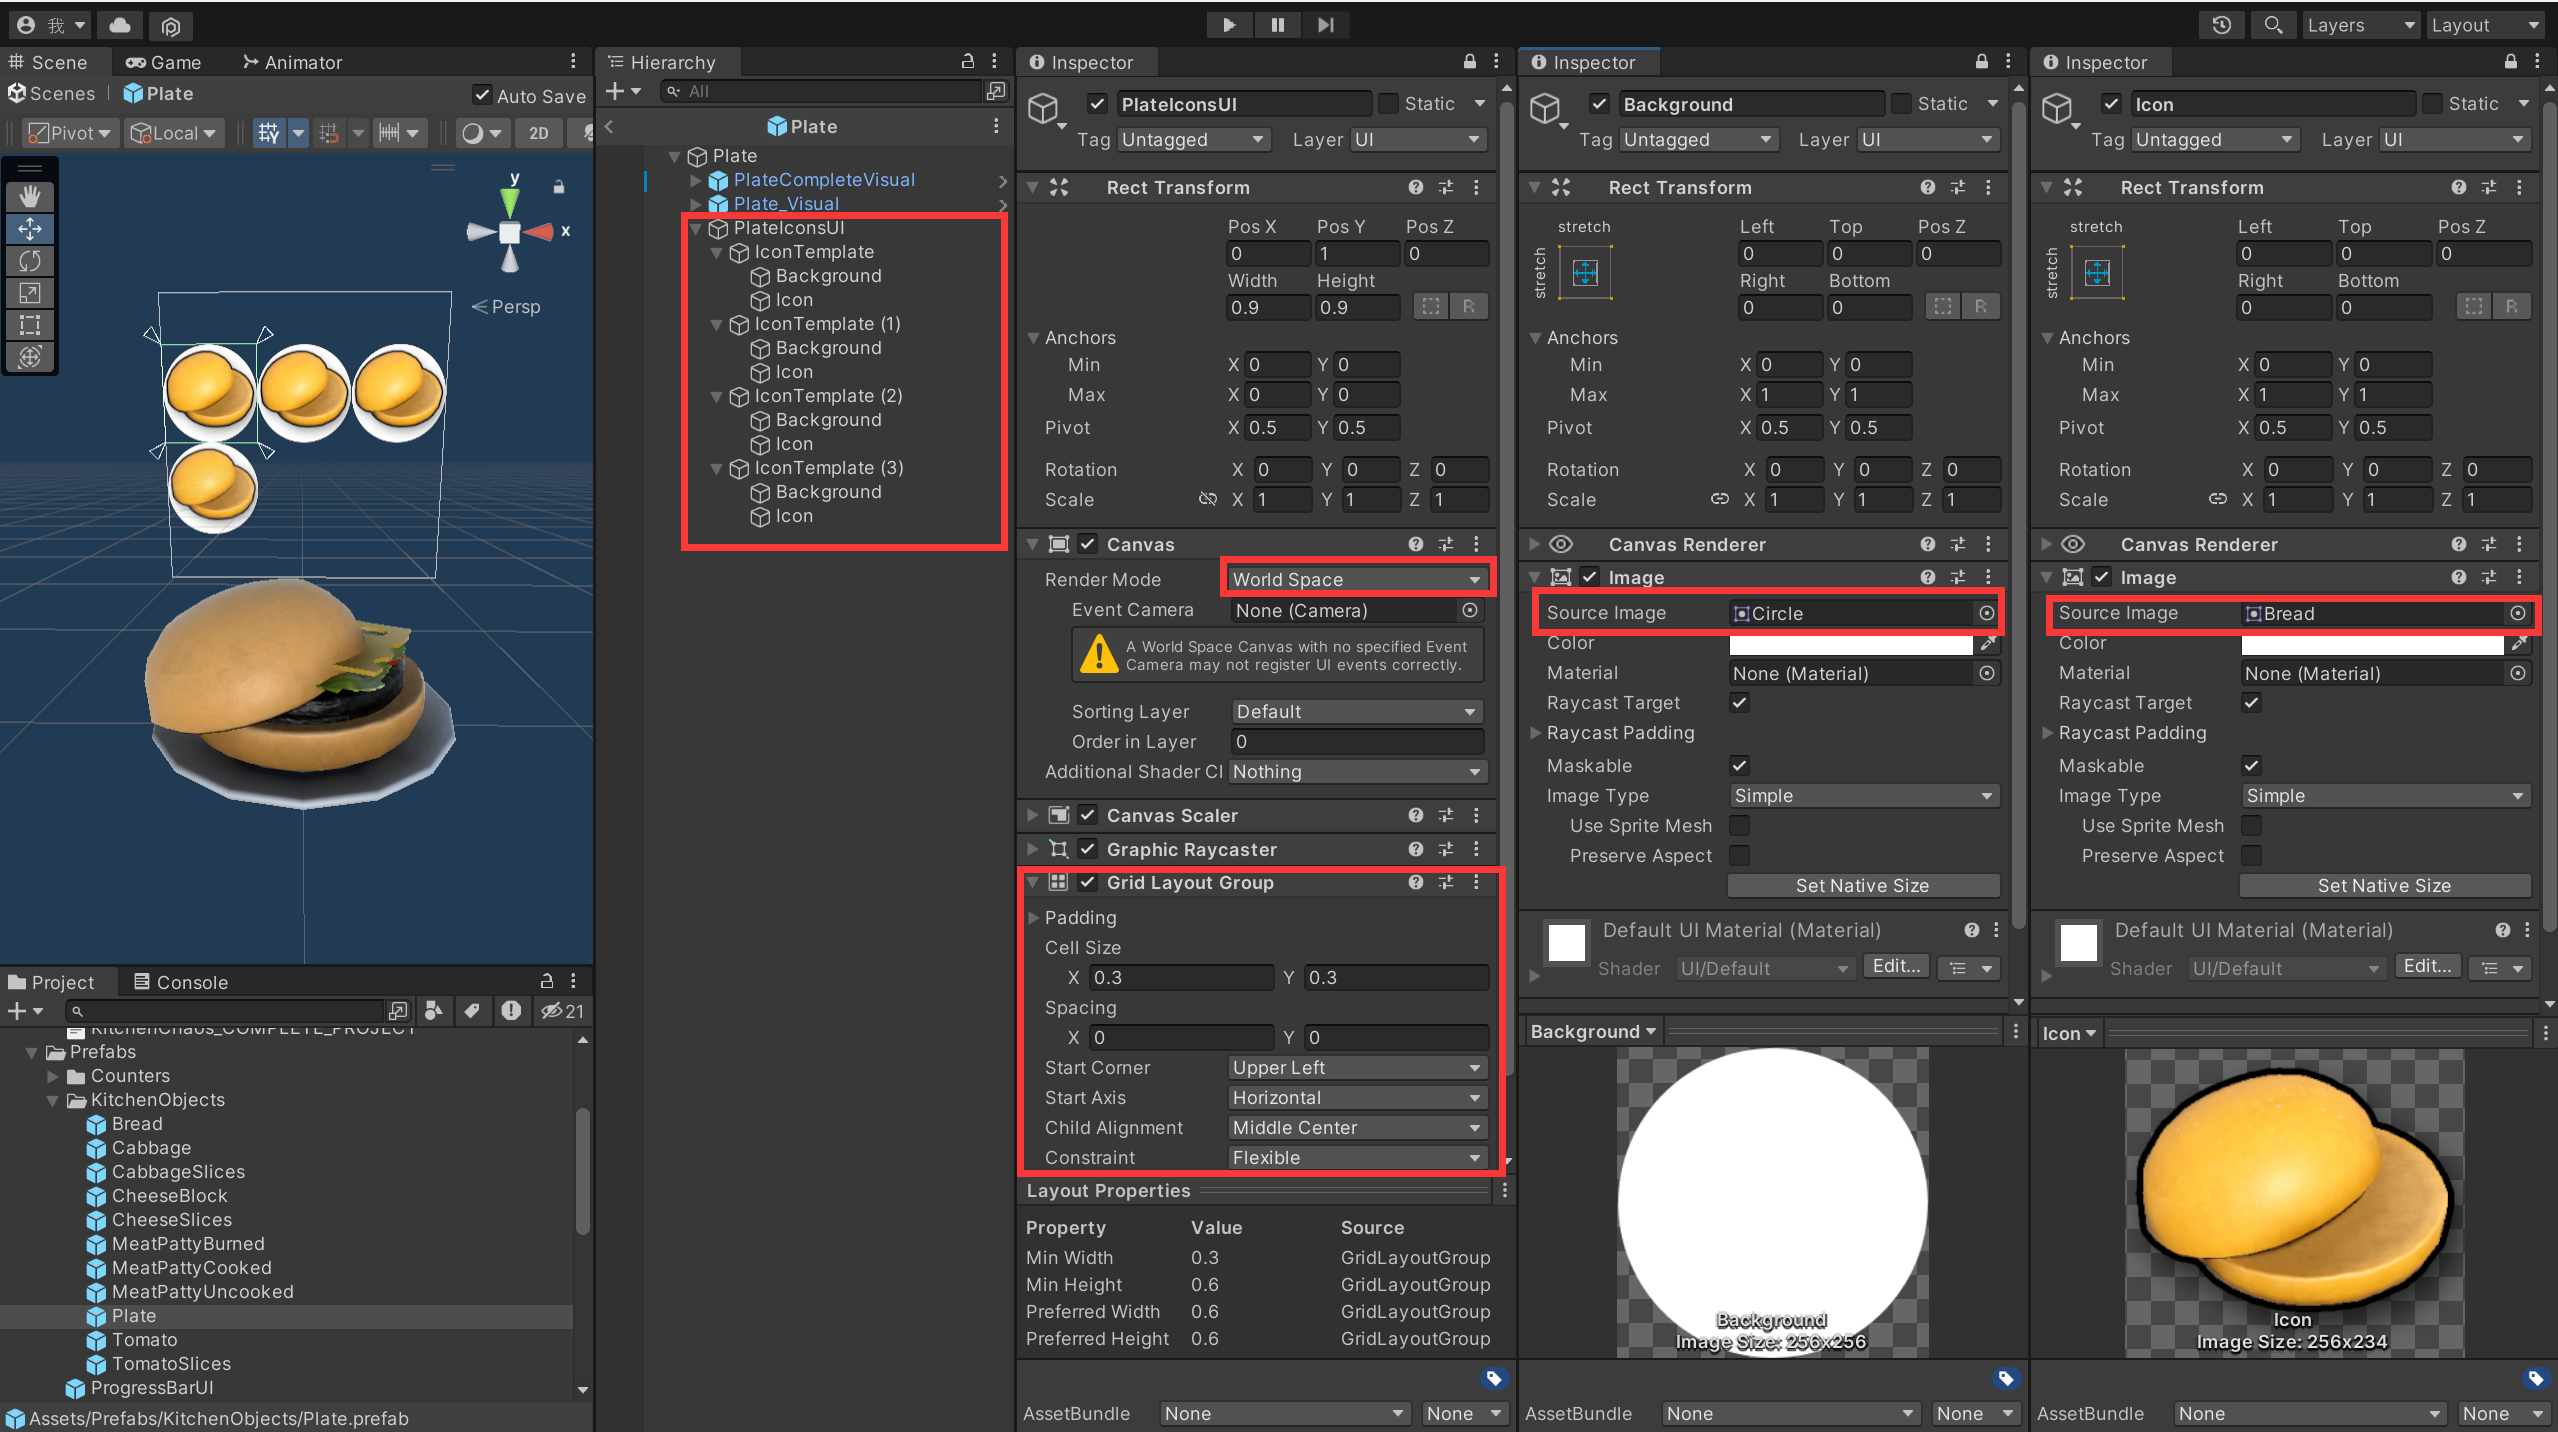 我
Layers
Layout
Scene
Game
Animator
Scenes
Plate
Auto Save
Pivot
Local
2D
y
x
Persp
Project
Console
21
KitchenChaos_COMPLETE_PROJECT
Prefabs
Counters
KitchenObjects
Bread
Cabbage
CabbageSlices
CheeseBlock
CheeseSlices
MeatPattyBurned
MeatPattyCooked
MeatPattyUncooked
Plate
Tomato
TomatoSlices
ProgressBarUI
Assets/Prefabs/KitchenObjects/Plate.prefab
Hierarchy
All
Plate
Plate
PlateCompleteVisual
Plate_Visual
PlateIconsUI
IconTemplate
Background
Icon
IconTemplate (1)
Background
Icon
IconTemplate (2)
Background
Icon
IconTemplate (3)
Background
Icon
Inspector
PlateIconsUI
Static
Tag Untagged Layer UI
Rect Transform
Pos X Pos Y Pos Z
0 1 0
Width Height
0.9 0.9 R
Anchors
Min X 0 Y 0
Max X 0 Y 0
Pivot X 0.5 Y 0.5
Rotation X 0 Y 0 Z 0
Scale X 1 Y 1 Z 1
Canvas
Render Mode World Space
Event Camera None (Camera)
A World Space Canvas with no specified Event
Camera may not register UI events correctly.
Sorting Layer Default
Order in Layer 0
Additional Shader Cl Nothing
Canvas Scaler
Graphic Raycaster
Grid Layout Group
Padding
Cell Size
X 0.3 Y 0.3
Spacing
X 0 Y 0
Start Corner Upper Left
Start Axis Horizontal
Child Alignment Middle Center
Constraint Flexible
Layout Properties
Property Value Source
Min Width 0.3 GridLayoutGroup
Min Height 0.6 GridLayoutGroup
Preferred Width 0.6 GridLayoutGroup
Preferred Height 0.6 GridLayoutGroup
AssetBundle None None
Inspector
Background
Static
Tag Untagged Layer UI
Rect Transform
stretch
stretch
Left Top Pos Z
0 0 0
Right Bottom
0 0 R
Anchors
Min X 0 Y 0
Max X 1 Y 1
Pivot X 0.5 Y 0.5
Rotation X 0 Y 0 Z 0
Scale X 1 Y 1 Z 1
Canvas Renderer
Image
Source Image Circle
Color
Material None (Material)
Raycast Target
Raycast Padding
Maskable
Image Type Simple
Use Sprite Mesh
Preserve Aspect
Set Native Size
Default UI Material (Material)
Shader UI/Default Edit...
Background
Background
Image Size: 256x256
AssetBundle None None
Inspector
Icon
Static
Tag Untagged Layer UI
Rect Transform
stretch
stretch
Left Top Pos Z
0 0 0
Right Bottom
0 0 R
Anchors
Min X 0 Y 0
Max X 1 Y 1
Pivot X 0.5 Y 0.5
Rotation X 0 Y 0 Z 0
Scale X 1 Y 1 Z 1
Canvas Renderer
Image
Source Image Bread
Color
Material None (Material)
Raycast Target
Raycast Padding
Maskable
Image Type Simple
Use Sprite Mesh
Preserve Aspect
Set Native Size
Default UI Material (Material)
Shader UI/Default Edit...
Icon
Icon
Image Size: 256x234
AssetBundle None None